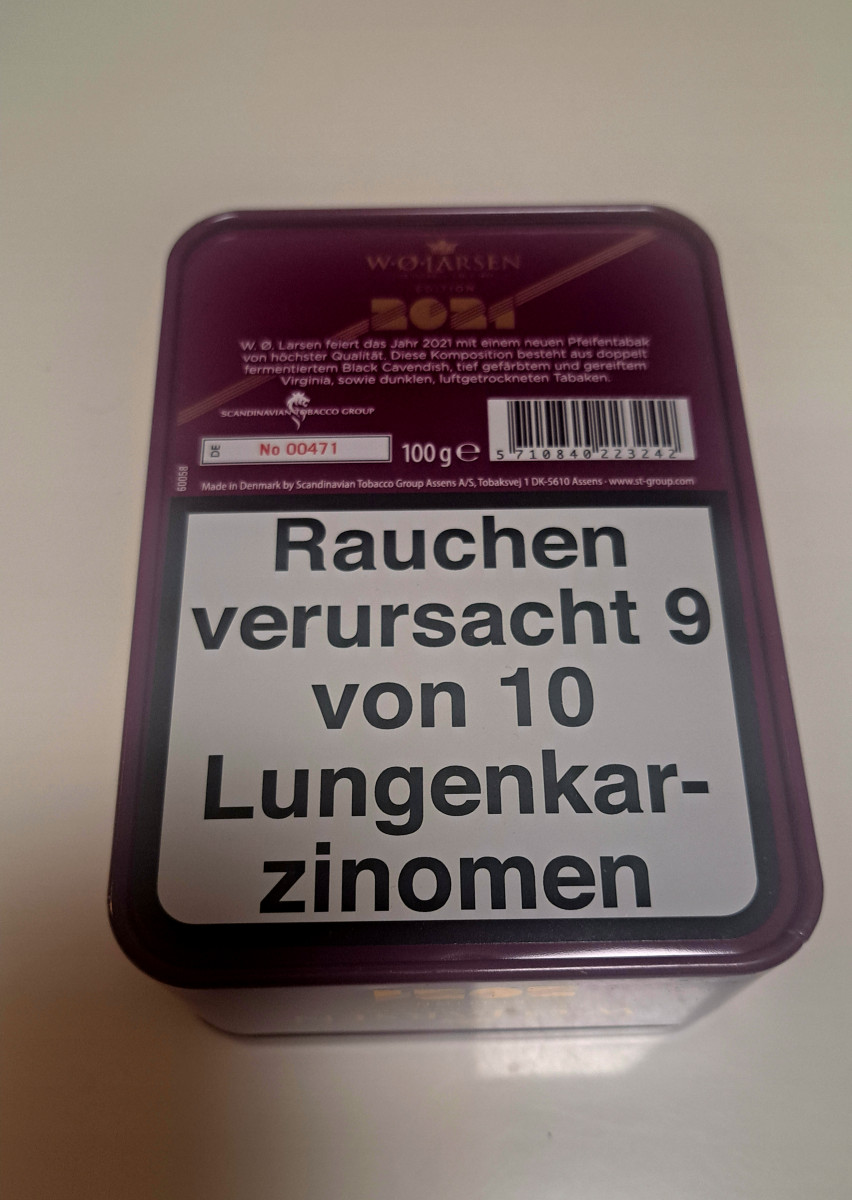 W·Ø·LARSEN
EDITION
2021
W. Ø. Larsen feiert das Jahr 2021 mit einem neuen Pfeifentabak
von höchster Qualität. Diese Komposition besteht aus doppelt
fermentiertem Black Cavendish, tief gefärbtem und gereiftem
Virginia, sowie dunklen, luftgetrockneten Tabaken.
SCANDINAVIAN TOBACCO GROUP
DE
No 00471
100 g ℮
5 710840 223242
60058
Made in Denmark by Scandinavian Tobacco Group Assens A/S, Tobaksvej 1 DK-5610 Assens · www.st-group.com
Rauchen
verursacht 9
von 10
Lungenkar-
zinomen